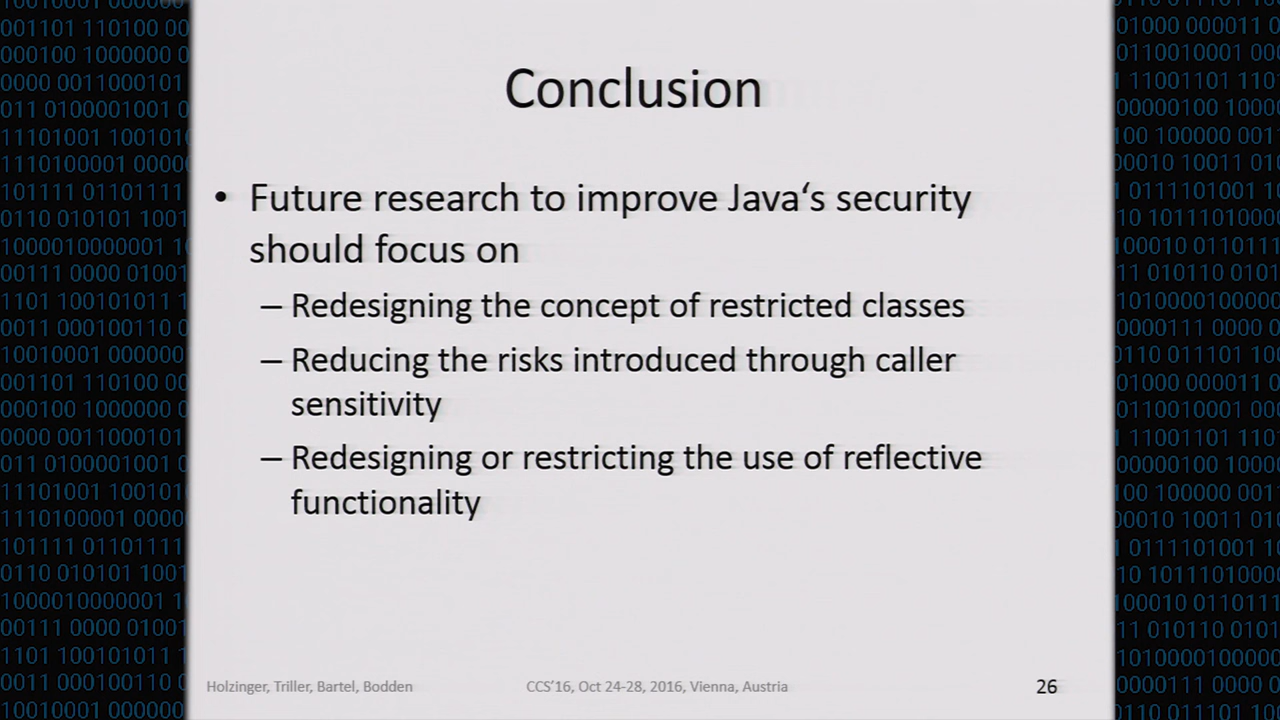 Conclusion
• Future research to improve Java‘s security
should focus on
– Redesigning the concept of restricted classes
– Reducing the risks introduced through caller
sensitivity
– Redesigning or restricting the use of reflective
functionality
Holzinger, Triller, Bartel, Bodden
CCS’16, Oct 24-28, 2016, Vienna, Austria
26